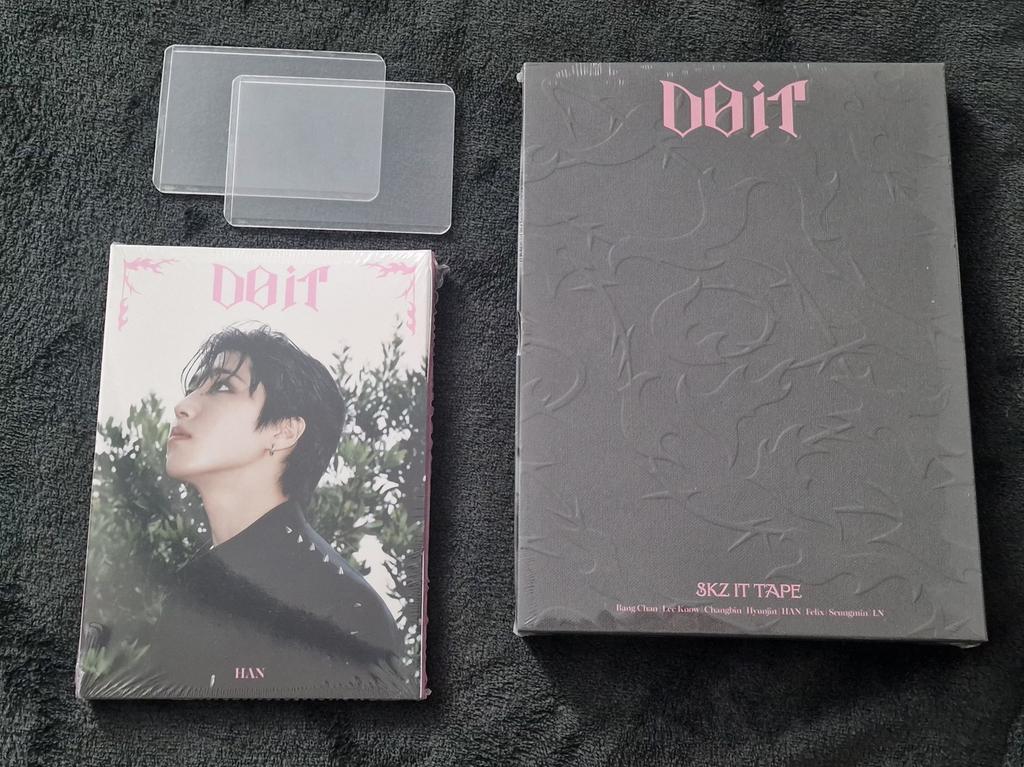 DO iT
HAN
DO iT
SKZ IT TAPE
Bang Chan Lee Know Changbin Hyunjin HAN Felix Seungmin I.N